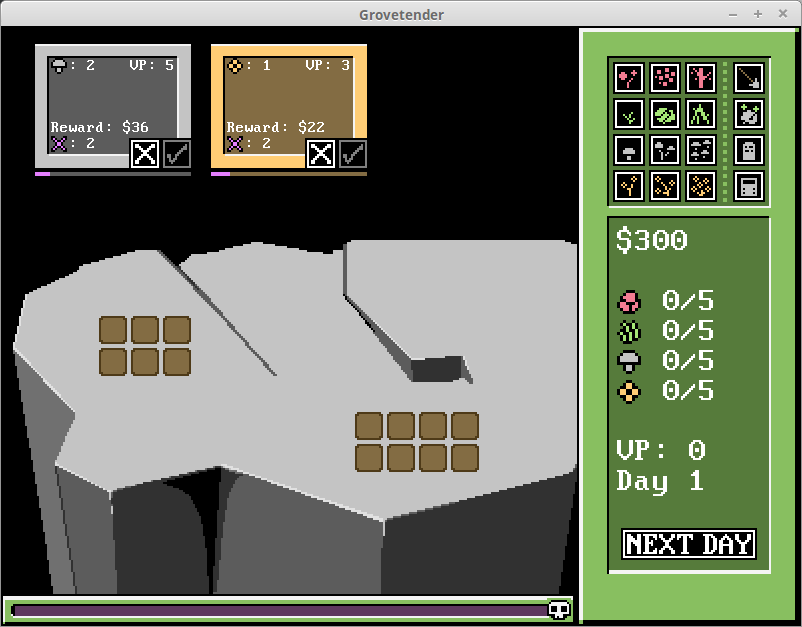 Grovetender
: 2 VP: 5
Reward: $36
: 2
: 1 VP: 3
Reward: $22
: 2
$300
0/5
0/5
0/5
0/5
VP: 0
Day 1
NEXT DAY